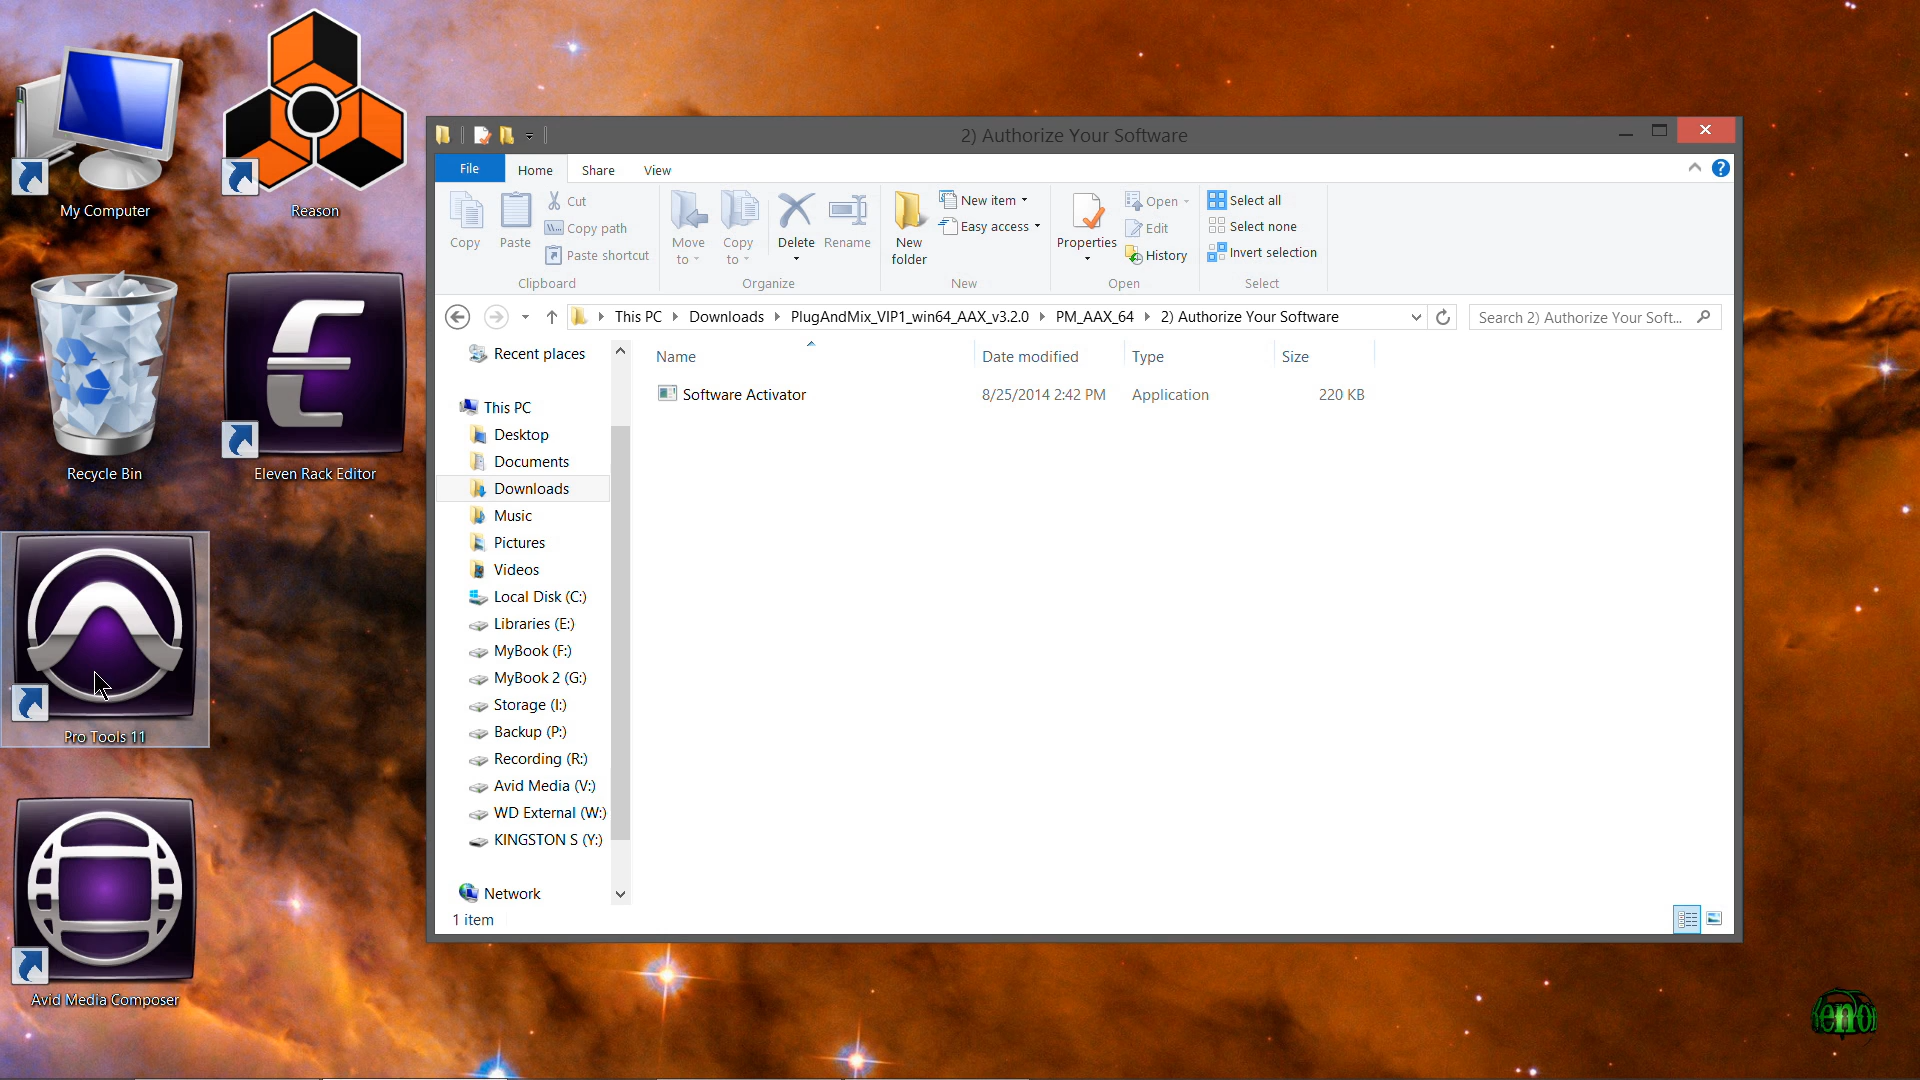 My Computer
Reason
Recycle Bin
Eleven Rack Editor
Pro Tools 11
Avid Media Composer
2) Authorize Your Software
File
Home
Share
View
Copy
Paste
Cut
Copy path
Paste shortcut
Clipboard
Move to
Copy to
Delete
Rename
Organize
New folder
New item
Easy access
New
Properties
Open
Edit
History
Open
Select all
Select none
Invert selection
Select
This PC
Downloads
PlugAndMix_VIP1_win64_AAX_v3.2.0
PM_AAX_64
2) Authorize Your Software
Search 2) Authorize Your Soft...
Recent places
This PC
Desktop
Documents
Downloads
Music
Pictures
Videos
Local Disk (C:)
Libraries (E:)
MyBook (F:)
MyBook 2 (G:)
Storage (I:)
Backup (P:)
Recording (R:)
Avid Media (V:)
WD External (W:)
KINGSTON S (Y:)
Network
Name Date modified Type Size
Software Activator 8/25/2014 2:42 PM Application 220 KB
1 item